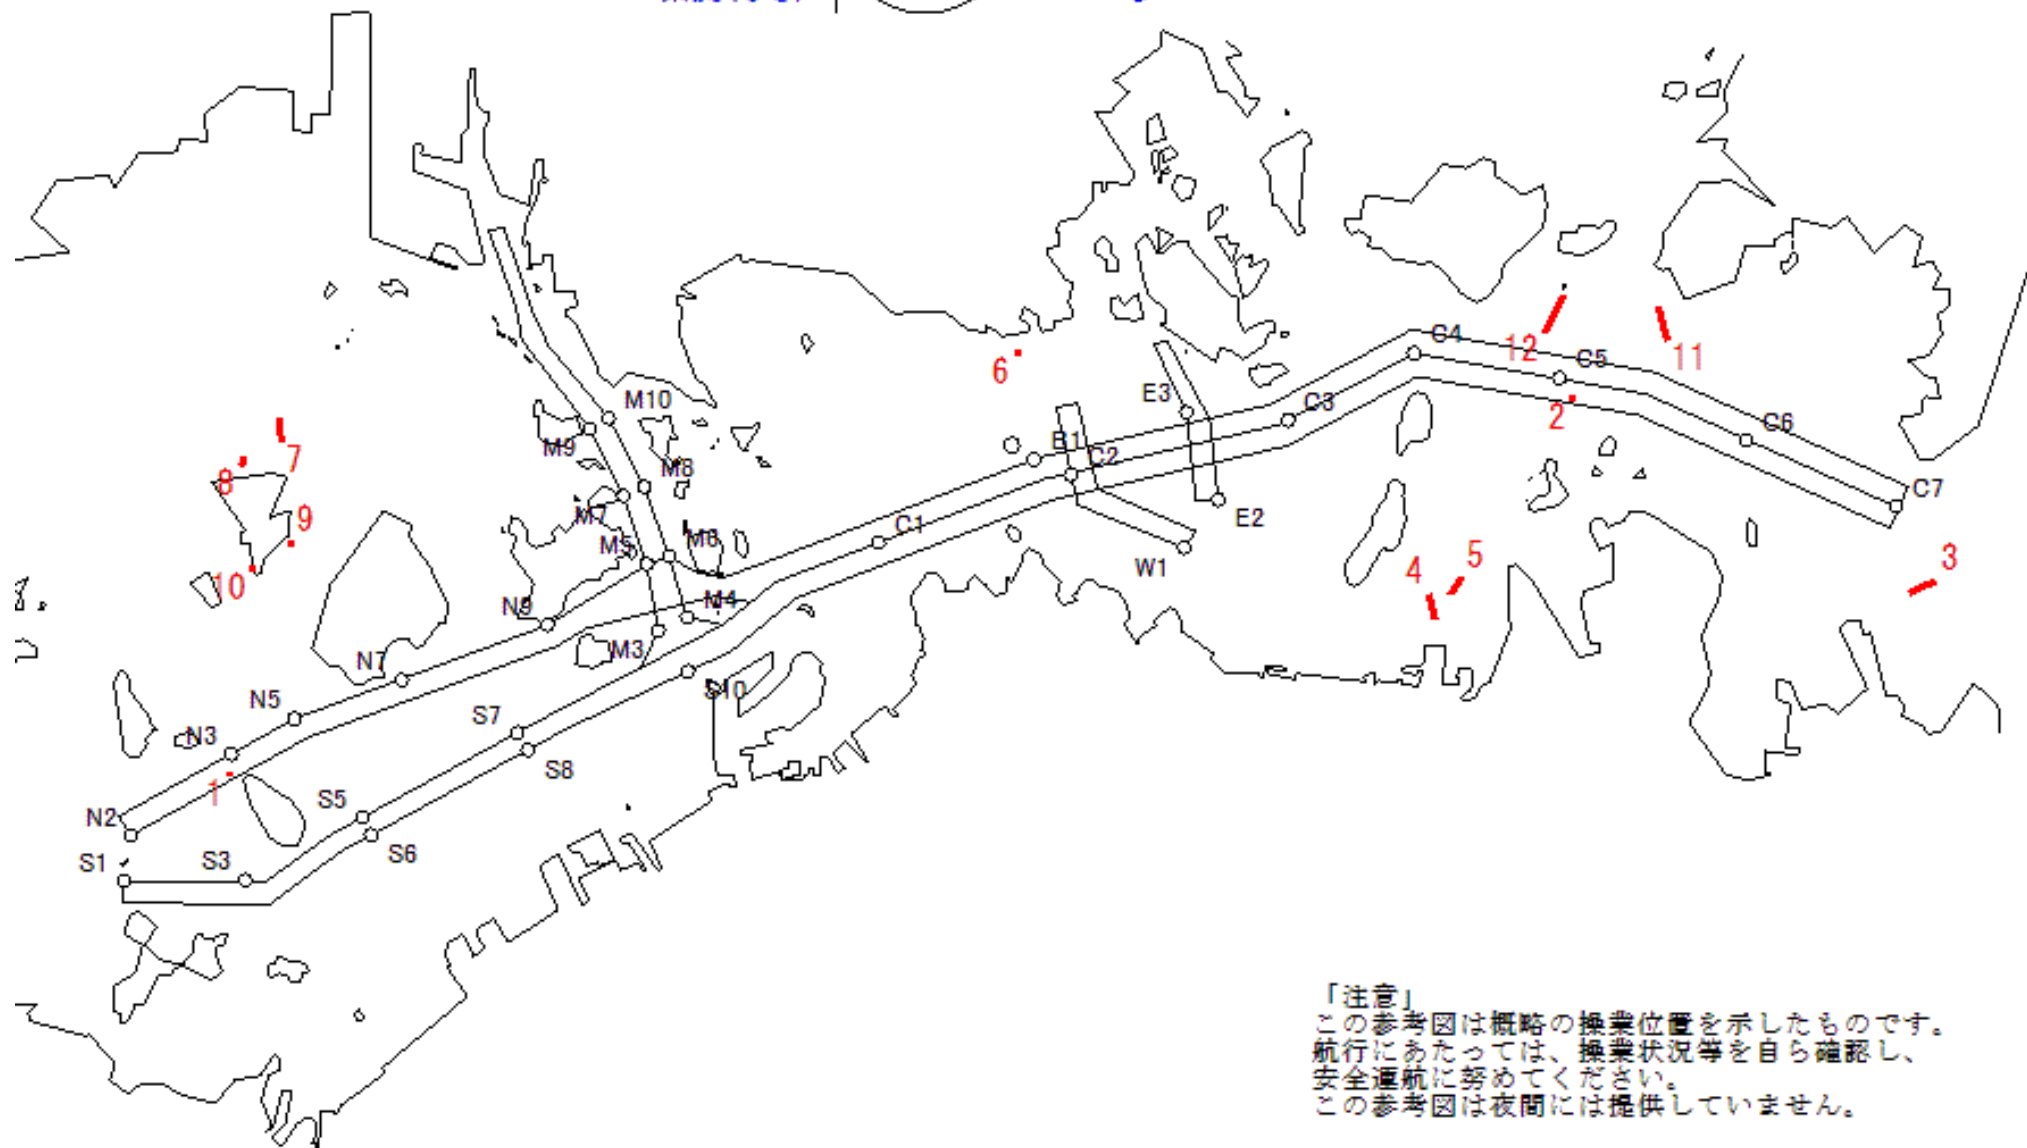 6
12
11
C4
C5
2
C6
C7
E3
C3
B1
C2
E2
W1
C1
M10
M9
M8
M7
M6
M5
M4
M3
7
8
9
10
N9
N7
N5
N3
N2
1
S1
S3
S5
S6
S7
S8
S10
4
5
3
「注意」
この参考図は概略の操業位置を示したものです。
航行にあたっては、操業状況等を自ら確認し、
安全運航に努めてください。
この参考図は夜間には提供していません。